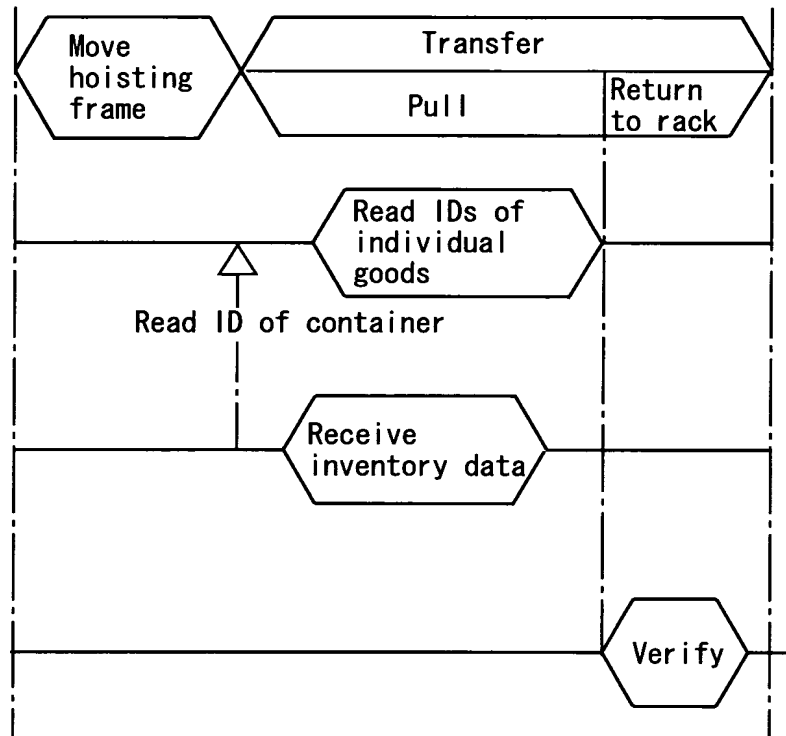 Move
hoisting
frame
Transfer
Pull
Return
to rack
Read IDs of
individual
goods
Read ID of container
Receive
inventory data
Verify